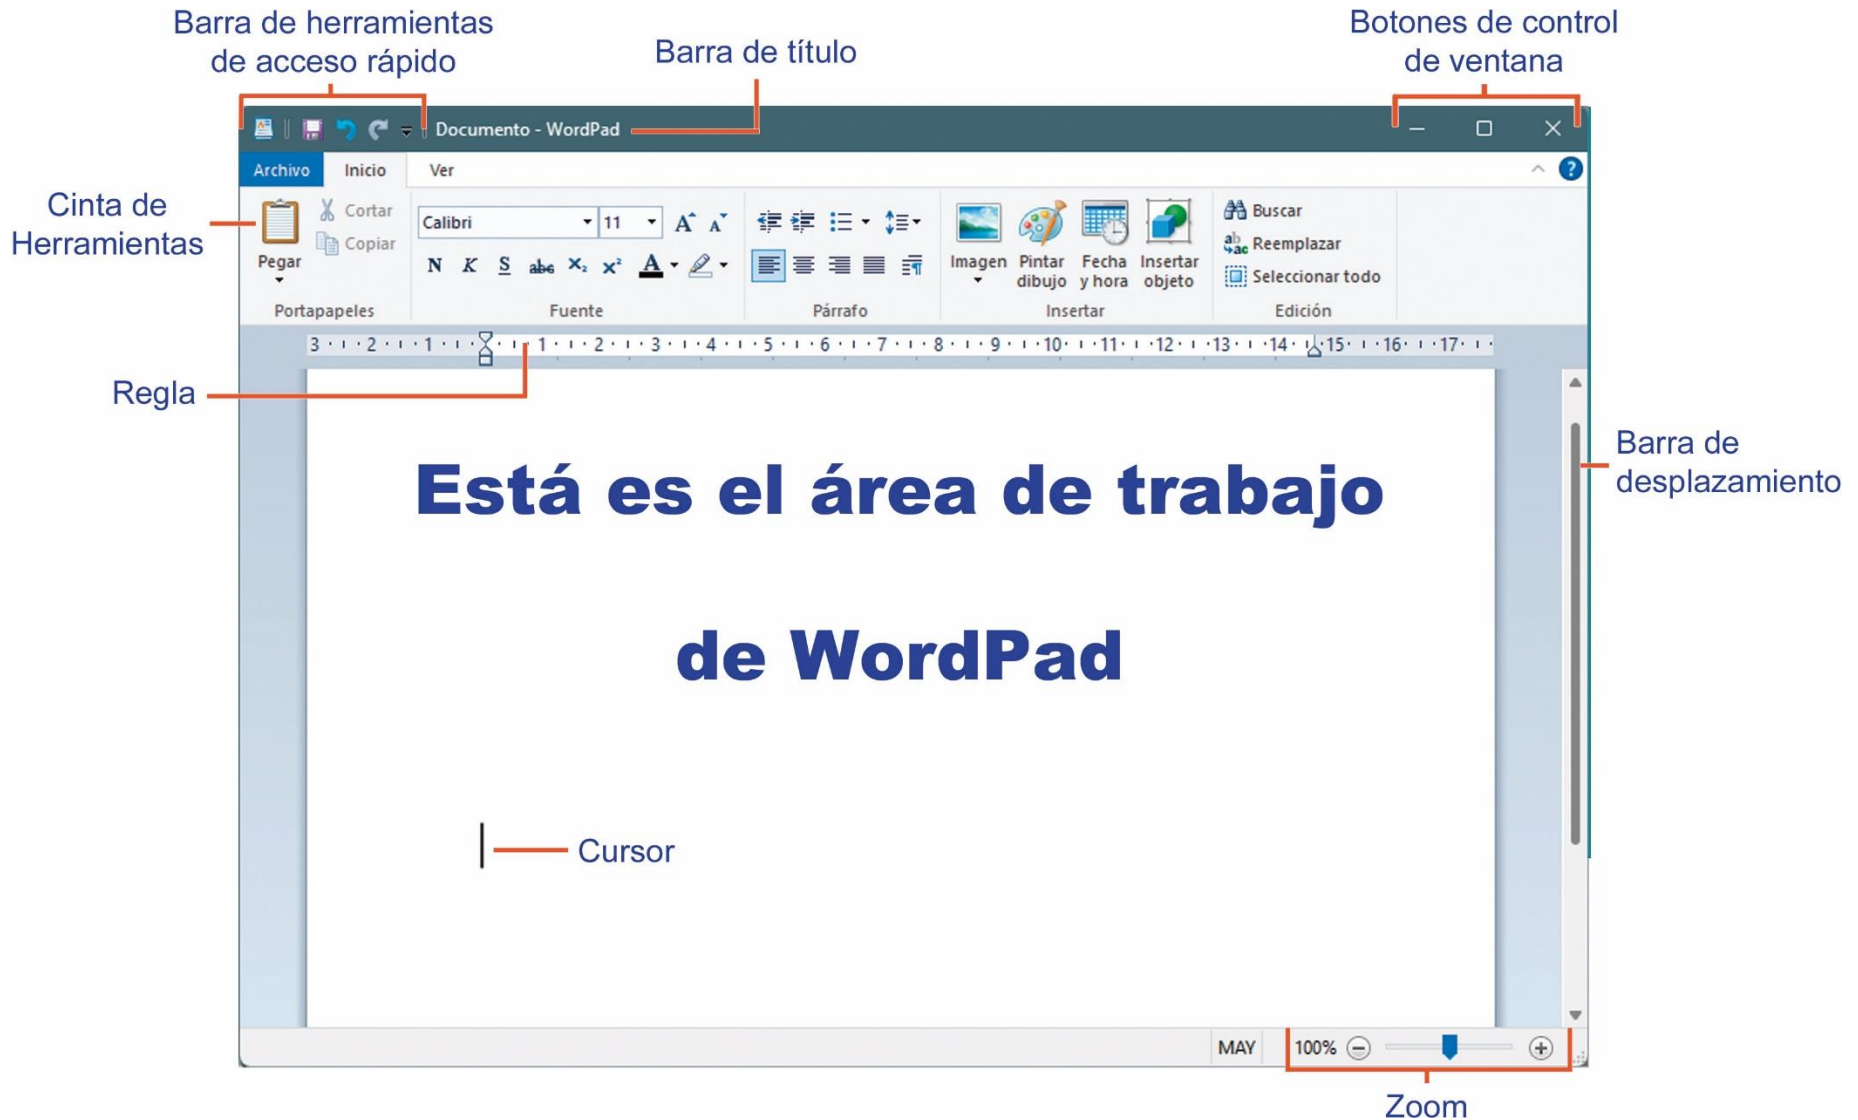 Barra de herramientas
de acceso rápido
Barra de título
Botones de control
de ventana
Documento - WordPad
Archivo Inicio Ver
Cinta de
Herramientas
Pegar
Cortar
Copiar
Portapapeles
Calibri 11
N K S abc X₂ X² A
Fuente
Párrafo
Imagen
Pintar
dibujo
Fecha
y hora
Insertar
objeto
Insertar
Buscar
Reemplazar
Seleccionar todo
Edición
3 2 1 1 2 3 4 5 6 7 8 9 10 11 12 13 14 15 16 17
Regla
Está es el área de trabajo
de WordPad
Barra de
desplazamiento
Cursor
MAY 100%
Zoom